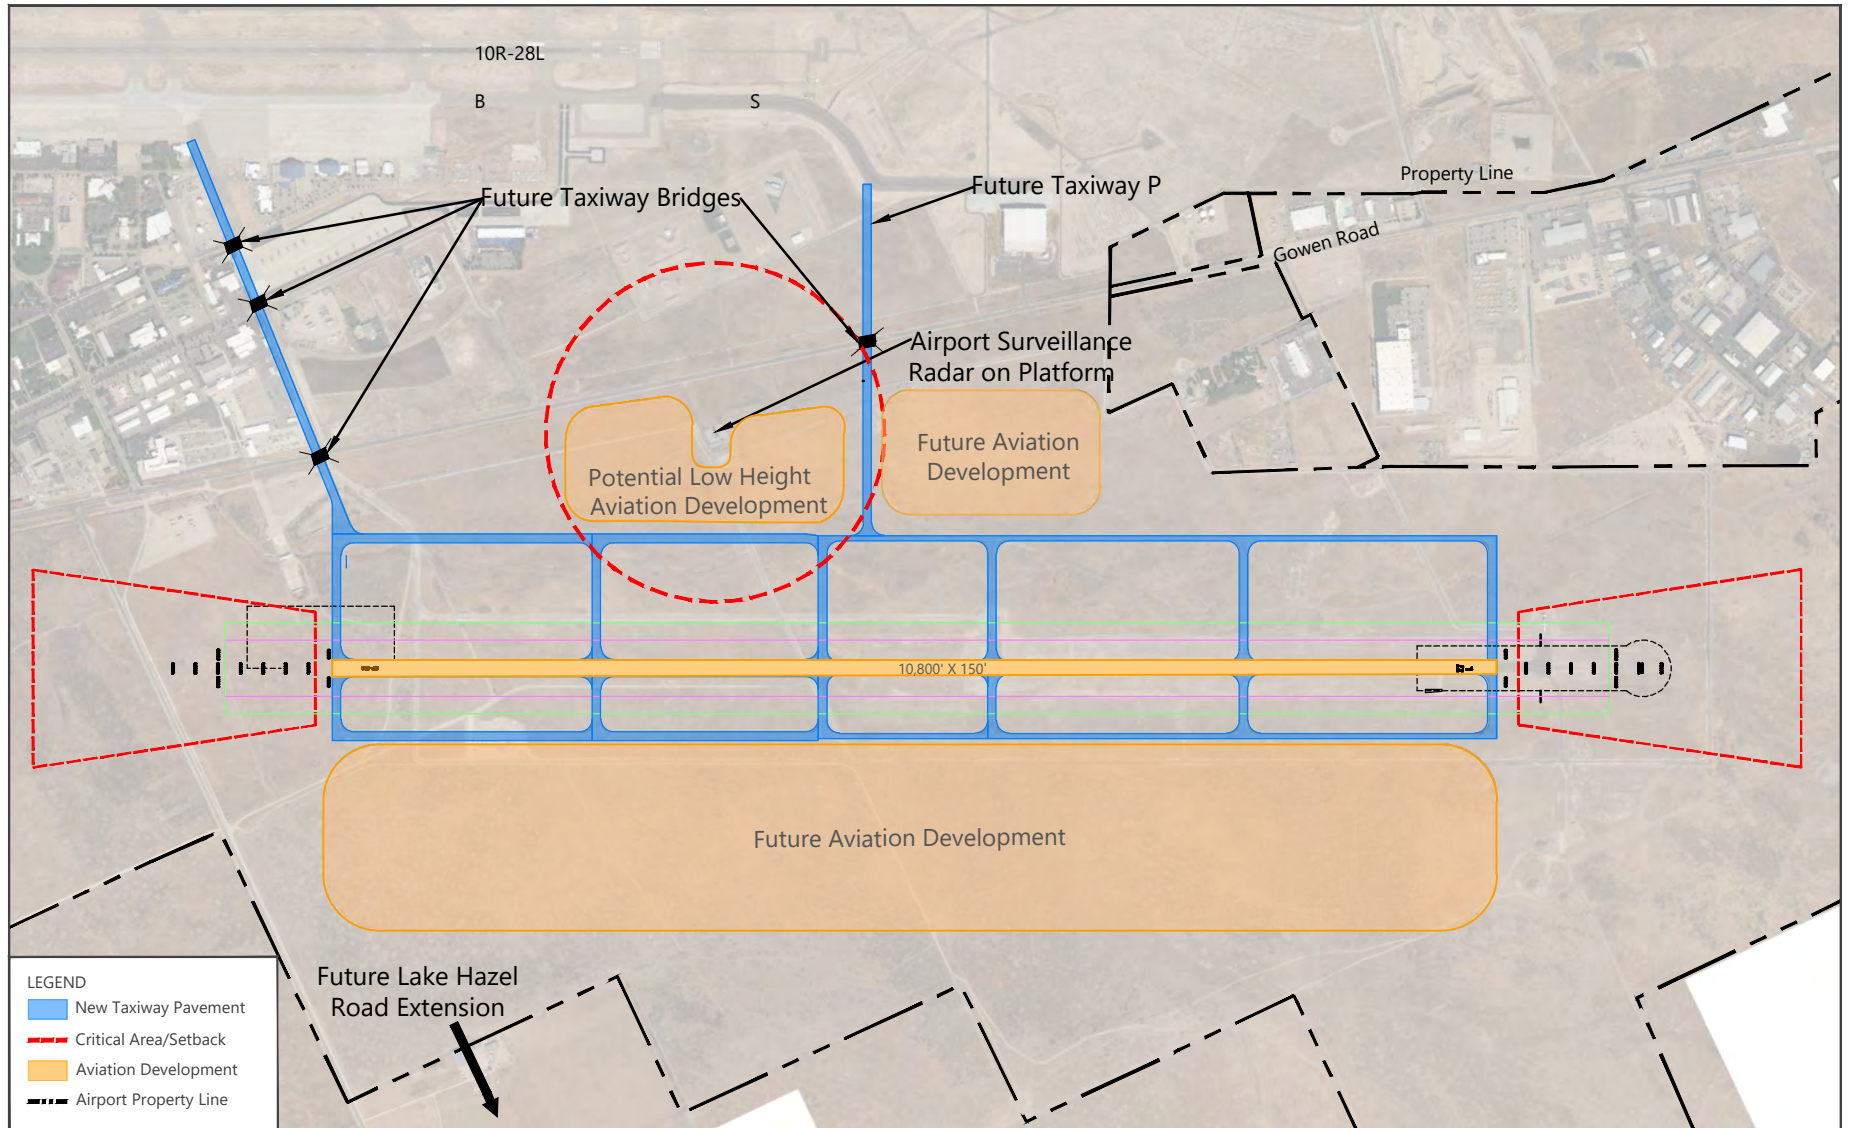 10R-28L
B
S
Property Line
Future Taxiway P
Future Taxiway Bridges
Gowen Road
Airport Surveillance
Radar on Platform
Future Aviation
Development
Potential Low Height
Aviation Development
10,800' X 150'
Future Aviation Development
LEGEND
New Taxiway Pavement
Critical Area/Setback
Aviation Development
Airport Property Line
Future Lake Hazel
Road Extension